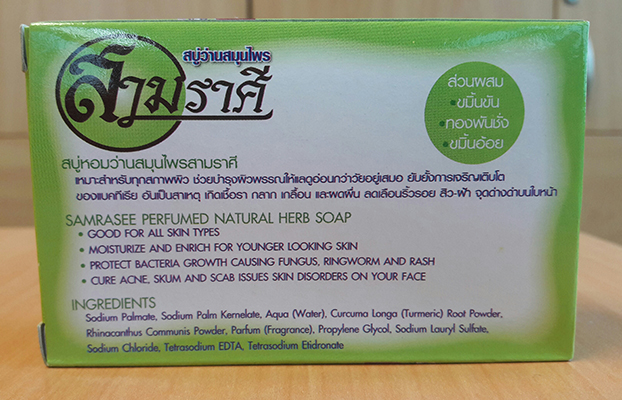 สบู่ว่านสมุนไพร
สามราศี
ส่วนผสม
•ขมิ้นชัน
•ทองพันชั่ง
•ขมิ้นอ้อย
สบู่หอมว่านสมุนไพรสามราศี
เหมาะสำหรับทุกสภาพผิว ช่วยบำรุงผิวพรรณให้แลดูอ่อนกว่าวัยอยู่เสมอ ยับยั้งการเจริญเติบโต
ของแบคทีเรีย อันเป็นสาเหตุ เกิดเชื้อรา กลาก เกลื้อน และผดผื่น ลดเลือนริ้วรอย สิว-ฝ้า จุดด่างดำบนใบหน้า
SAMRASEE PERFUMED NATURAL HERB SOAP
• GOOD FOR ALL SKIN TYPES
• MOISTURIZE AND ENRICH FOR YOUNGER LOOKING SKIN
• PROTECT BACTERIA GROWTH CAUSING FUNGUS, RINGWORM AND RASH
• CURE ACNE, SKUM AND SCAB ISSUES SKIN DISORDERS ON YOUR FACE
INGREDIENTS
Sodium Palmate, Sodium Palm Kernelate, Aqua (Water), Curcuma Longa (Turmeric) Root Powder,
Rhinacanthus Communis Powder, Parfum (Fragrance), Propylene Glycol, Sodium Lauryl Sulfate,
Sodium Chloride, Tetrasodium EDTA, Tetrasodium Etidronate